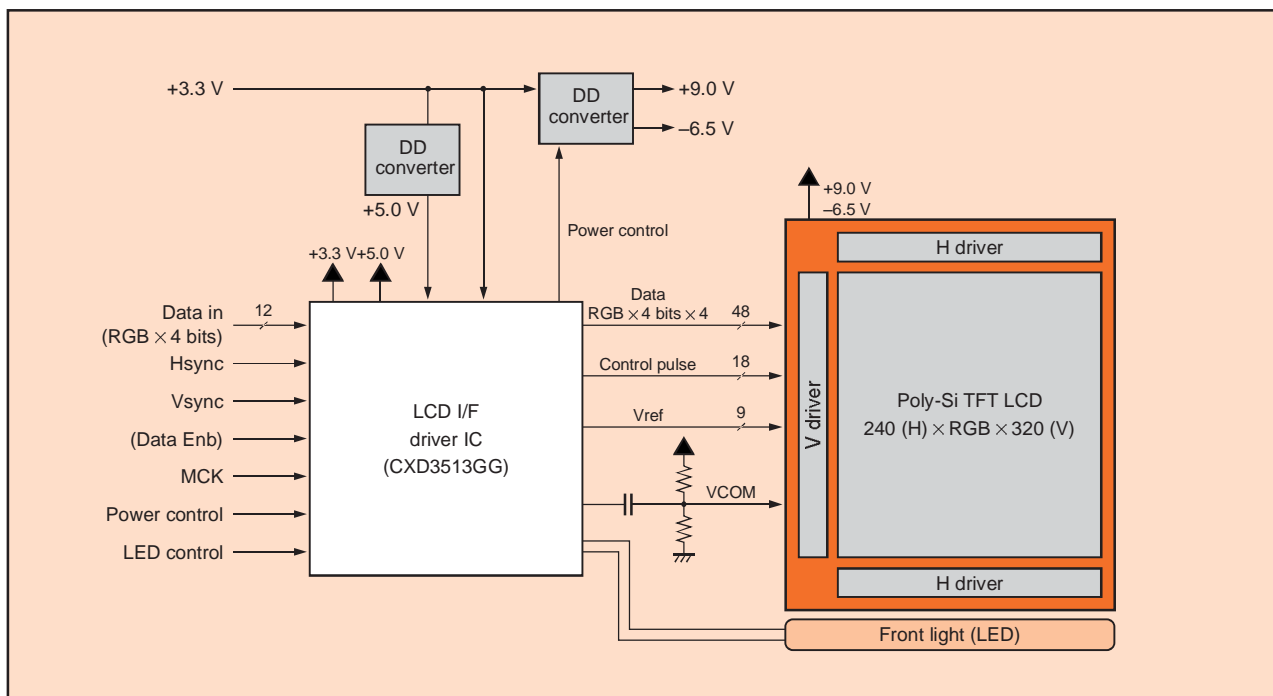 +3.3 V
DD
converter
+9.0 V
–6.5 V
DD
converter
+5.0 V
Power control
+3.3 V
+5.0 V
+9.0 V
–6.5 V
Data in
(RGB × 4 bits)
12
Hsync
Vsync
(Data Enb)
MCK
Power control
LED control
LCD I/F
driver IC
(CXD3513GG)
Data
RGB × 4 bits × 4
48
Control pulse
18
Vref
9
VCOM
H driver
V driver
Poly-Si TFT LCD
240 (H) × RGB × 320 (V)
H driver
Front light (LED)